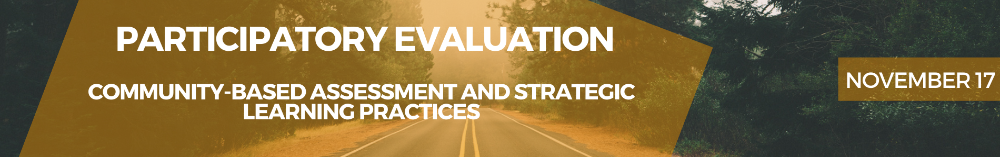 PARTICIPATORY EVALUATION
COMMUNITY-BASED ASSESSMENT AND STRATEGIC
LEARNING PRACTICES
NOVEMBER 17